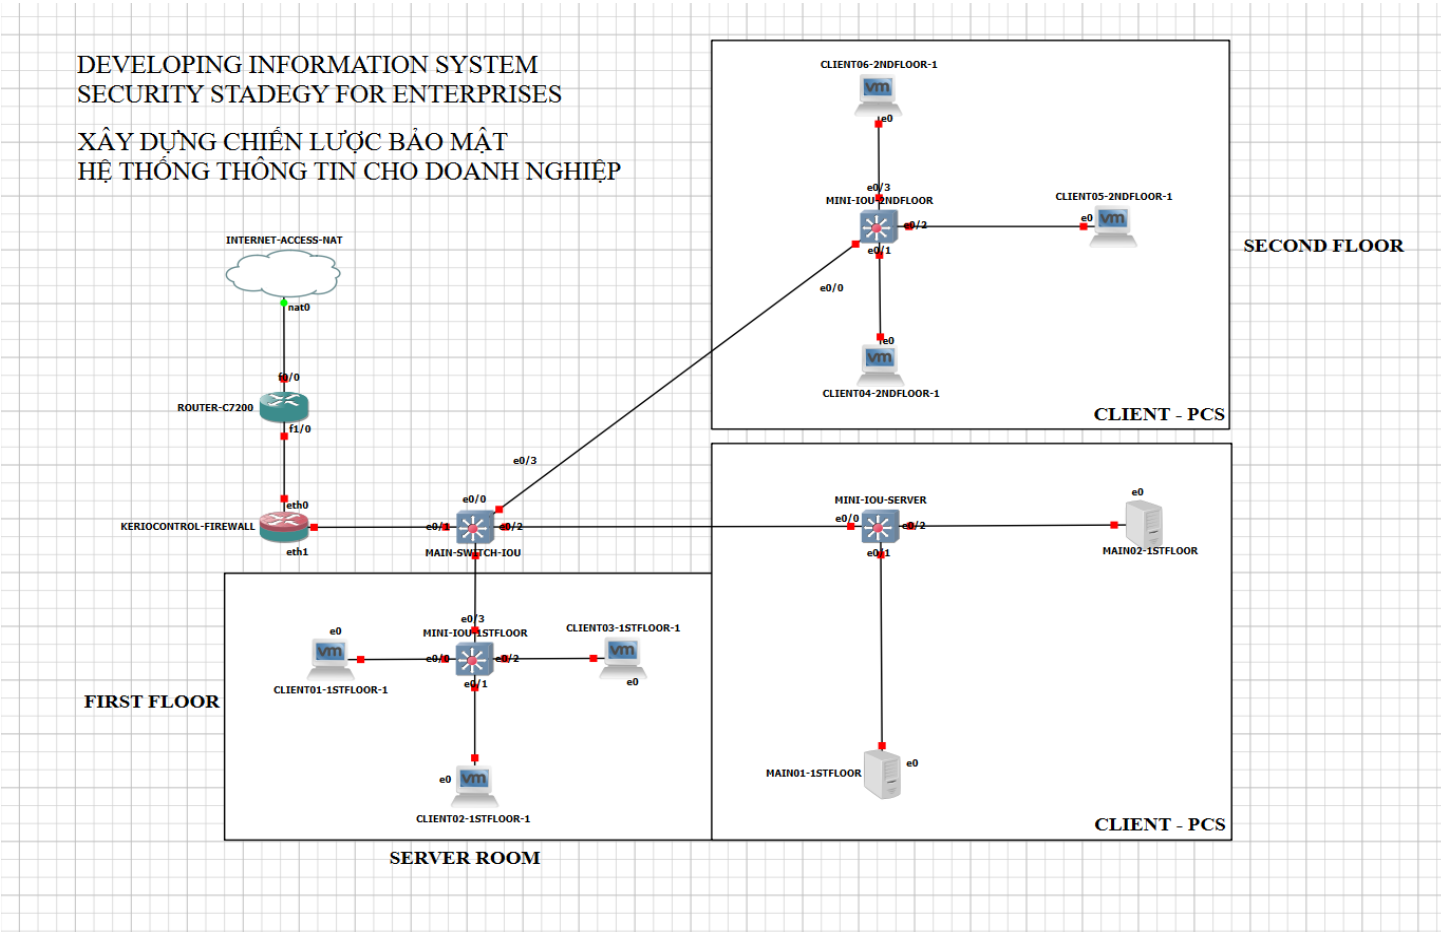 DEVELOPING INFORMATION SYSTEM
SECURITY STADEGY FOR ENTERPRISES
XÂY DỰNG CHIẾN LƯỢC BẢO MẬT
HỆ THỐNG THÔNG TIN CHO DOANH NGHIỆP
CLIENT06-2NDFLOOR-1
e0
e0/3
MINI-IOU-2NDFLOOR
CLIENT05-2NDFLOOR-1
e0
e0/2
e0/1
e0/0
SECOND FLOOR
e0
CLIENT04-2NDFLOOR-1
CLIENT - PCS
INTERNET-ACCESS-NAT
nat0
f0/0
ROUTER-C7200
f1/0
eth0
KERIOCONTROL-FIREWALL
eth1
e0/3
e0/0
e0/1
e0/2
MAIN-SWITCH-IOU
MINI-IOU-SERVER
e0/0
e0/2
e0/1
e0
MAIN02-1STFLOOR
MAIN01-1STFLOOR
e0
CLIENT - PCS
e0/3
MINI-IOU-1STFLOOR
e0
CLIENT01-1STFLOOR-1
e0/0
e0/2
e0/1
CLIENT03-1STFLOOR-1
e0
FIRST FLOOR
e0
CLIENT02-1STFLOOR-1
SERVER ROOM